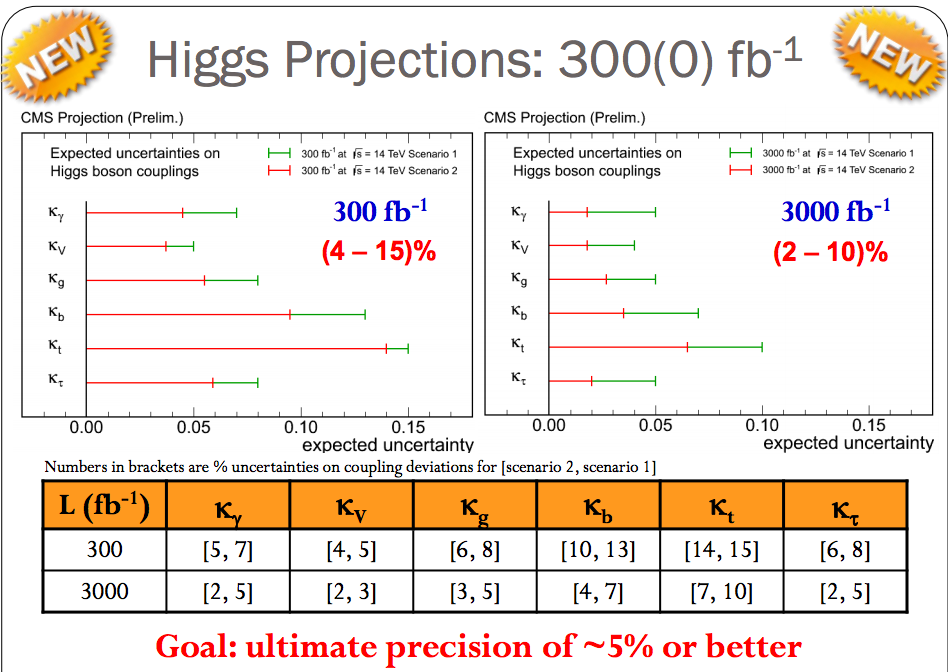 NEW
Higgs Projections: 300(0) fb-1
NEW
CMS Projection (Prelim.)
Expected uncertainties on
Higgs boson couplings
300 fb-1 at √s = 14 TeV Scenario 1
300 fb-1 at √s = 14 TeV Scenario 2
300 fb-1
(4 – 15)%
κγ
κV
κg
κb
κt
κτ
0.00 0.05 0.10 0.15
expected uncertainty
CMS Projection (Prelim.)
Expected uncertainties on
Higgs boson couplings
3000 fb-1 at √s = 14 TeV Scenario 1
3000 fb-1 at √s = 14 TeV Scenario 2
3000 fb-1
(2 – 10)%
κγ
κV
κg
κb
κt
κτ
0.00 0.05 0.10 0.15
expected uncertainty
Numbers in brackets are % uncertainties on coupling deviations for [scenario 2, scenario 1]
L (fb-1) κγ κV κg κb κt κτ
300 [5, 7] [4, 5] [6, 8] [10, 13] [14, 15] [6, 8]
3000 [2, 5] [2, 3] [3, 5] [4, 7] [7, 10] [2, 5]
Goal: ultimate precision of ~5% or better